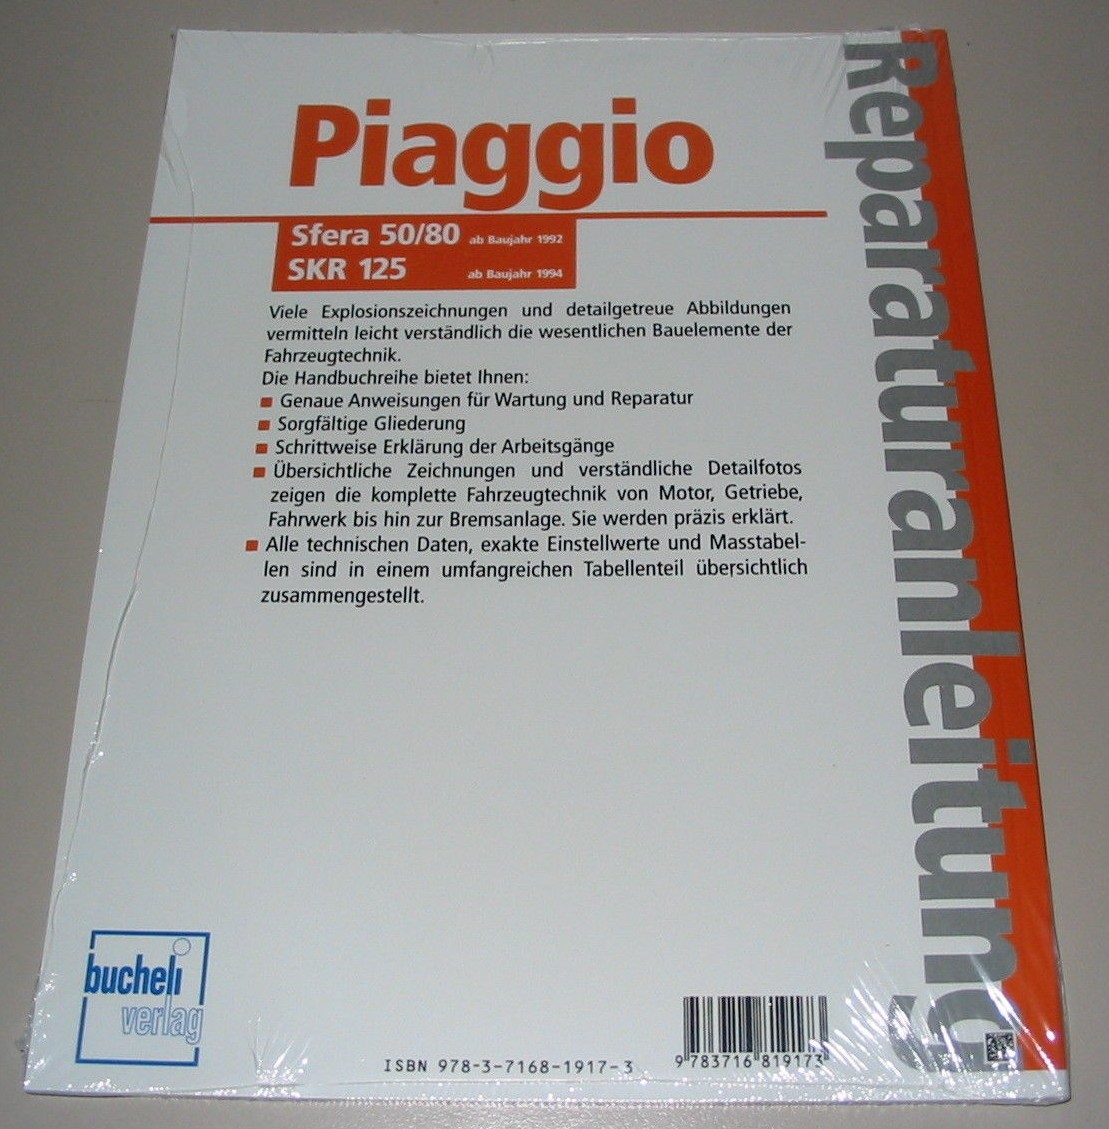 Piaggio
Sfera 50/80 ab Baujahr 1992
SKR 125 ab Baujahr 1994
Viele Explosionszeichnungen und detailgetreue Abbildungen
vermitteln leicht verständlich die wesentlichen Bauelemente der
Fahrzeugtechnik.
Die Handbuchreihe bietet Ihnen:
Genaue Anweisungen für Wartung und Reparatur
Sorgfältige Gliederung
Schrittweise Erklärung der Arbeitsgänge
Übersichtliche Zeichnungen und verständliche Detailfotos
zeigen die komplette Fahrzeugtechnik von Motor, Getriebe,
Fahrwerk bis hin zur Bremsanlage. Sie werden präzis erklärt.
Alle technischen Daten, exakte Einstellwerte und Masstabel-
len sind in einem umfangreichen Tabellenteil übersichtlich
zusammengestellt.
Reparaturanleitung
bucheli
verlag
ISBN 978-3-7168-1917-3
9 783716 819173